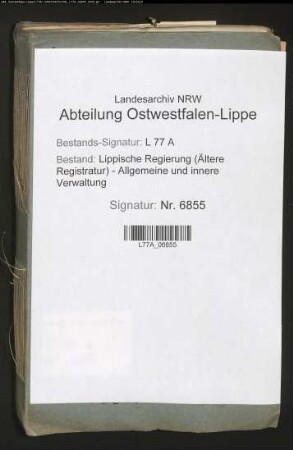 Landesarchiv NRW
Abteilung Ostwestfalen-Lippe
Bestands-Signatur: L 77 A
Bestand: Lippische Regierung (Ältere
Registratur) - Allgemeine und innere
Verwaltung
Signatur: Nr. 6855
L77A_06855